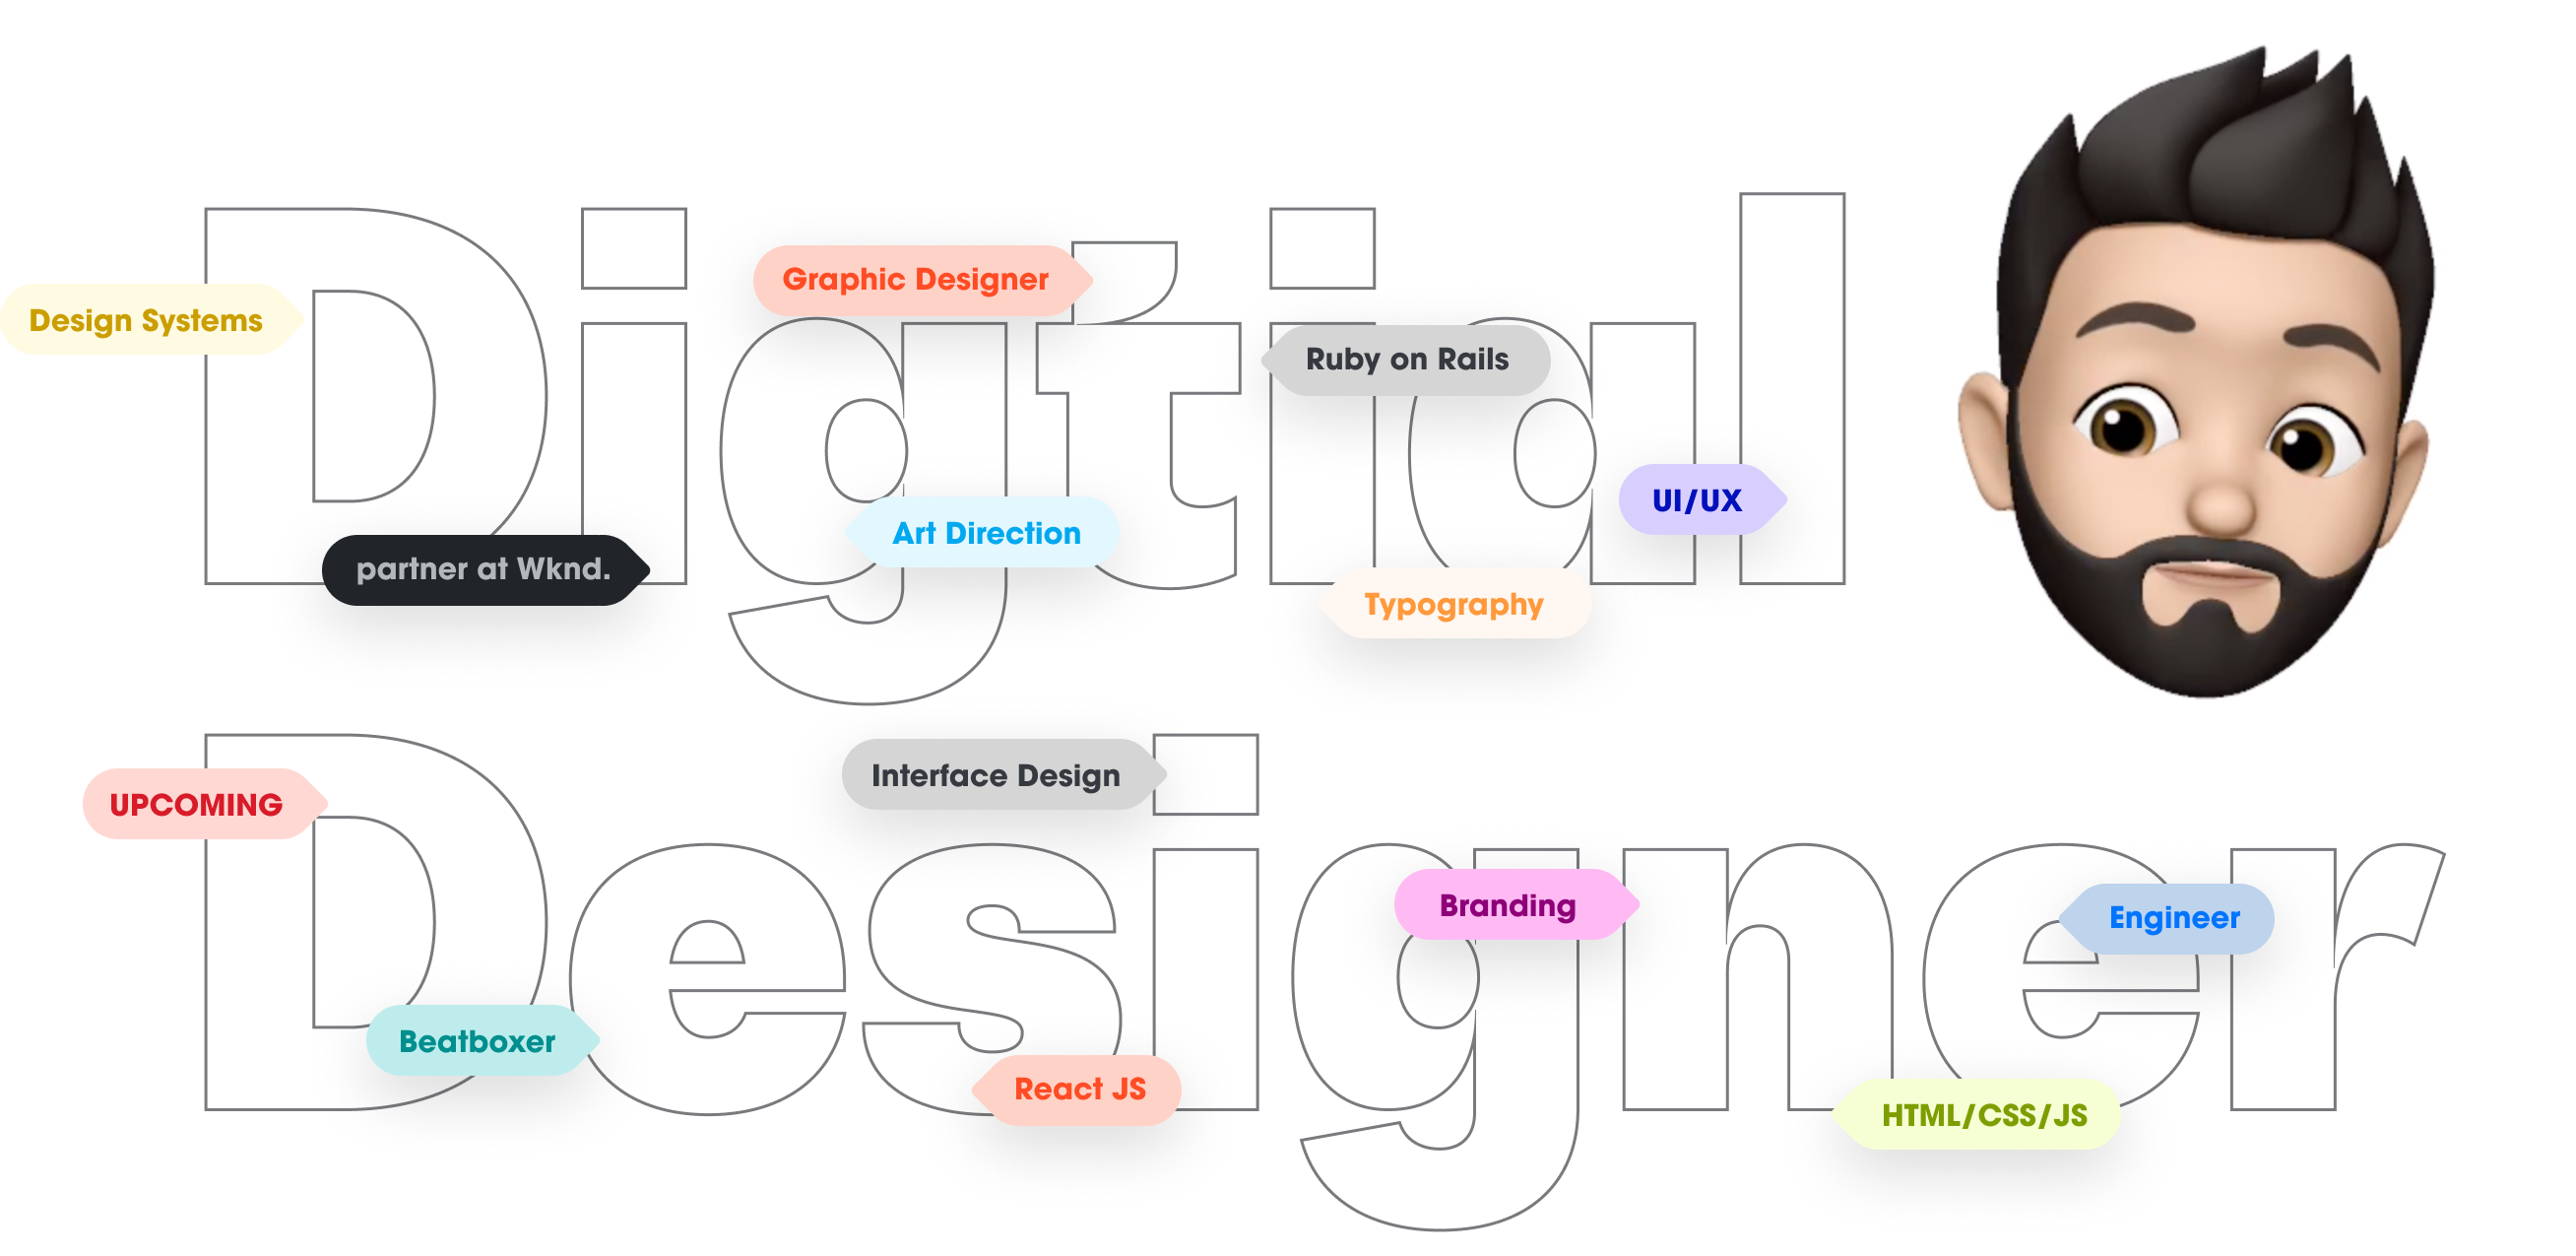 Digtial
Design Systems
Graphic Designer
Ruby on Rails
UI/UX
Art Direction
partner at Wknd.
Typography
Designer
Interface Design
UPCOMING
Branding
Engineer
Beatboxer
React JS
HTML/CSS/JS